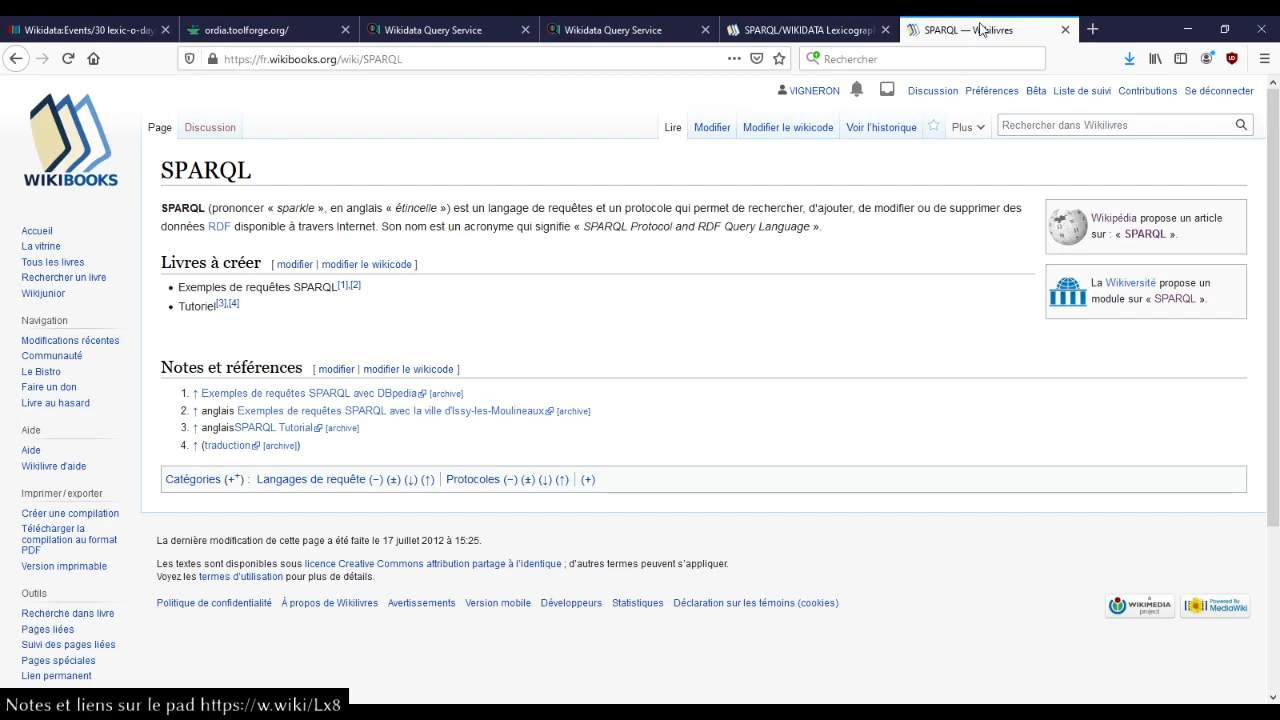 Wikidata:Events/30 lexic-o-day
ordia.toolforge.org/
Wikidata Query Service
Wikidata Query Service
SPARQL/WIKIDATA Lexicograph
SPARQL — Wikilivres
https://fr.wikibooks.org/wiki/SPARQL
Rechercher
VIGNERON
Discussion
Préférences
Bêta
Liste de suivi
Contributions
Se déconnecter
Page
Discussion
Lire
Modifier
Modifier le wikicode
Voir l'historique
Plus
Rechercher dans Wikilivres
WIKIBOOKS
Accueil
La vitrine
Tous les livres
Rechercher un livre
Wikijunior
Navigation
Modifications récentes
Communauté
Le Bistro
Faire un don
Livre au hasard
Aide
Aide
Wikilivre d'aide
Imprimer / exporter
Créer une compilation
Télécharger la
compilation au format
PDF
Version imprimable
Outils
Recherche dans livre
Pages liées
Suivi des pages liées
Pages spéciales
Lien permanent
SPARQL
SPARQL (prononcer « sparkle », en anglais « étincelle ») est un langage de requêtes et un protocole qui permet de rechercher, d'ajouter, de modifier ou de supprimer des
données RDF disponible à travers Internet. Son nom est un acronyme qui signifie « SPARQL Protocol and RDF Query Language ».
Wikipédia propose un article
sur : « SPARQL ».
La Wikiversité propose un
module sur « SPARQL ».
Livres à créer [ modifier | modifier le wikicode ]
• Exemples de requêtes SPARQL[1],[2]
• Tutoriel[3],[4]
Notes et références [ modifier | modifier le wikicode ]
1. ↑ Exemples de requêtes SPARQL avec DBpedia [archive]
2. ↑ anglais Exemples de requêtes SPARQL avec la ville d'Issy-les-Moulineaux [archive]
3. ↑ anglaisSPARQL Tutorial [archive]
4. ↑ (traduction [archive])
Catégories (+⁺) : Langages de requête (−) (±) (↓) (↑) | Protocoles (−) (±) (↓) (↑) | (+)
La dernière modification de cette page a été faite le 17 juillet 2012 à 15:25.
Les textes sont disponibles sous licence Creative Commons attribution partage à l'identique ; d'autres termes peuvent s'appliquer.
Voyez les termes d'utilisation pour plus de détails.
Politique de confidentialité
À propos de Wikilivres
Avertissements
Version mobile
Développeurs
Statistiques
Déclaration sur les témoins (cookies)
a
WIKIMEDIA
project
Powered By
MediaWiki
Notes et liens sur le pad https://w.wiki/Lx8